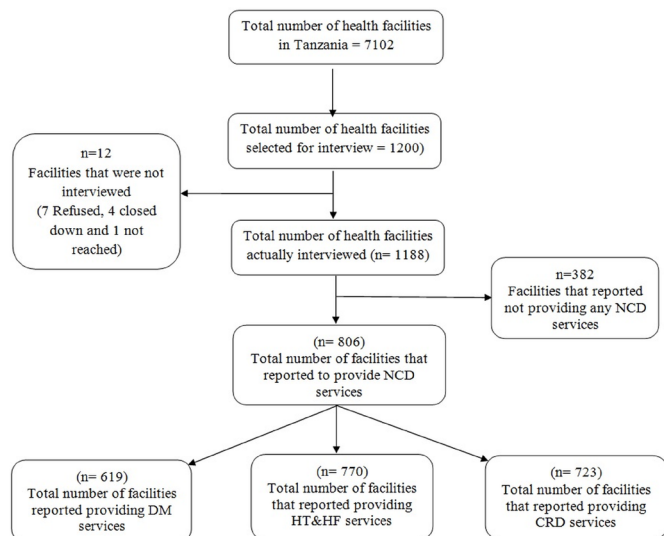 Total number of health facilities
in Tanzania = 7102
Total number of health facilities
selected for interview = 1200)
n=12
Facilities that were not
interviewed
(7 Refused, 4 closed
down and 1 not
reached)
Total number of health facilities
actually interviewed (n= 1188)
n=382
Facilities that reported
not providing any NCD
services
(n= 806)
Total number of facilities that
reported to provide NCD
services
(n= 619)
Total number of facilities
reported providing DM
services
(n= 770)
Total number of facilities
that reported providing
HT&HF services
(n= 723)
Total number of facilities
that reported providing
CRD services